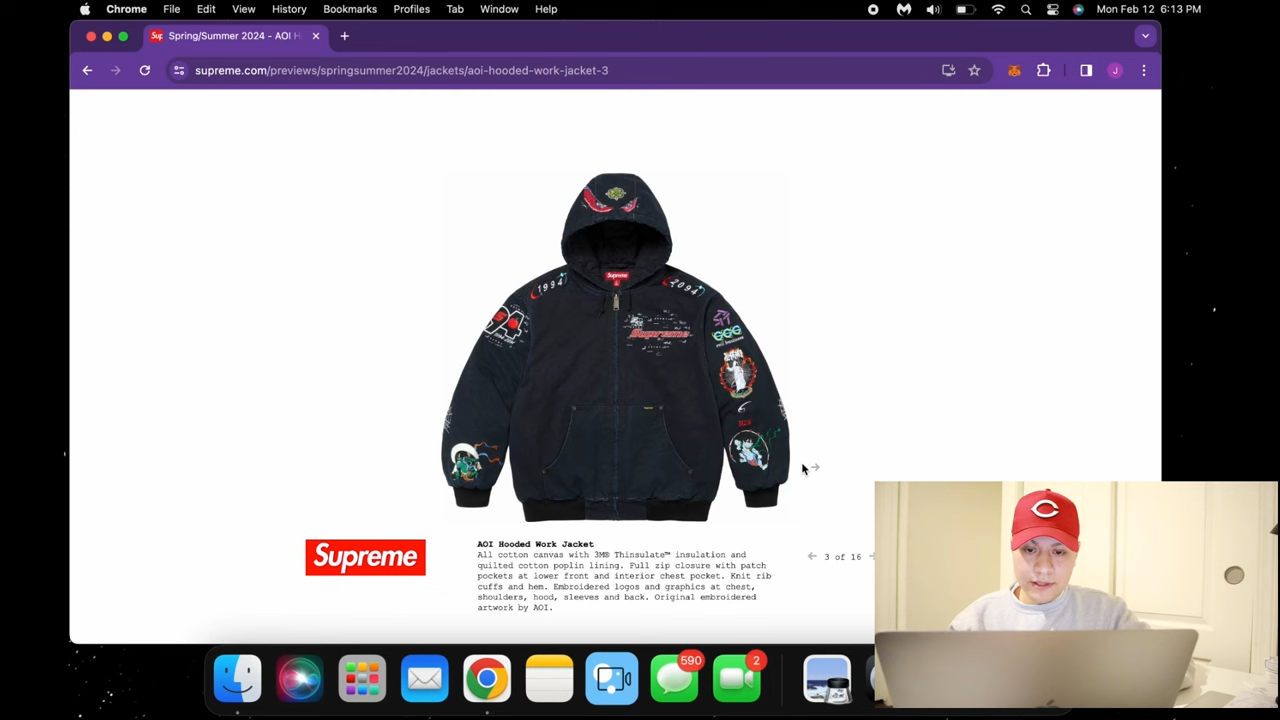 Chrome File Edit View History Bookmarks Profiles Tab Window Help Mon Feb 12 6:13 PM
Sup Spring/Summer 2024 - AOI H
supreme.com/previews/springsummer2024/jackets/aoi-hooded-work-jacket-3 J
1994 Supreme 2094
94 Supreme
AOI Hooded Work Jacket
Supreme All cotton canvas with 3M® Thinsulate™ insulation and 3 of 16
quilted cotton poplin lining. Full zip closure with patch
pockets at lower front and interior chest pocket. Knit rib
cuffs and hem. Embroidered logos and graphics at chest,
shoulders, hood, sleeves and back. Original embroidered
artwork by AOI.
590 2